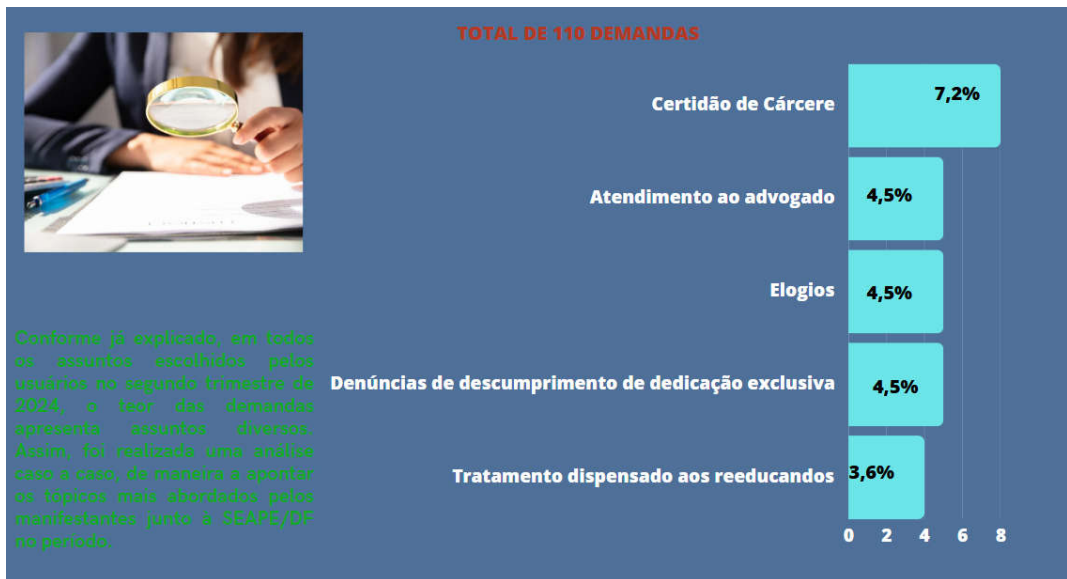 TOTAL DE 110 DEMANDAS
Certidão de Cárcere
7,2%
Atendimento ao advogado
4,5%
Elogios
4,5%
Denúncias de descumprimento de dedicação exclusiva
4,5%
Tratamento dispensado aos reeducandos
3,6%
0 2 4 6 8
Conforme já explicado, em todos
os assuntos escolhidos pelos
usuários no segundo trimestre de
2024, o teor das demandas
apresenta assuntos diversos.
Assim, foi realizada uma análise
caso a caso, de maneira a apontar
os tópicos mais abordados pelos
manifestantes junto à SEAPE/DF
no período.